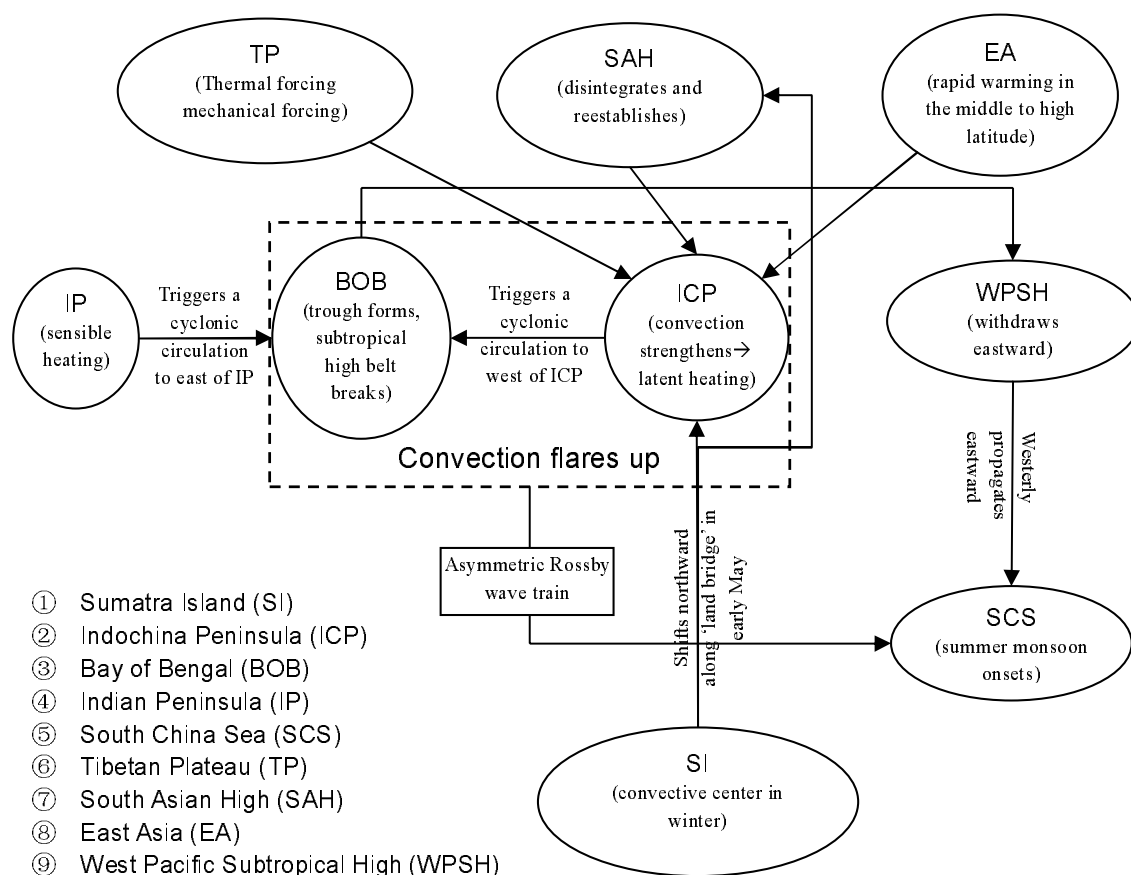 TP
(Thermal forcing
mechanical forcing)
SAH
(disintegrates and
reestablishes)
EA
(rapid warming in
the middle to high
latitude)
IP
(sensible
heating)
Triggers a
cyclonic
circulation
to east of IP
BOB
(trough forms,
subtropical
high belt
breaks)
Triggers a
cyclonic
circulation to
west of ICP
ICP
(convection
strengthens→
latent heating)
WPSH
(withdraws
eastward)
Convection flares up
Westerly
propagates
eastward
Asymmetric Rossby
wave train
Shifts northward
along ‘land bridge’ in
early May
SCS
(summer monsoon
onsets)
SI
(convective center in
winter)
① Sumatra Island (SI)
② Indochina Peninsula (ICP)
③ Bay of Bengal (BOB)
④ Indian Peninsula (IP)
⑤ South China Sea (SCS)
⑥ Tibetan Plateau (TP)
⑦ South Asian High (SAH)
⑧ East Asia (EA)
⑨ West Pacific Subtropical High (WPSH)